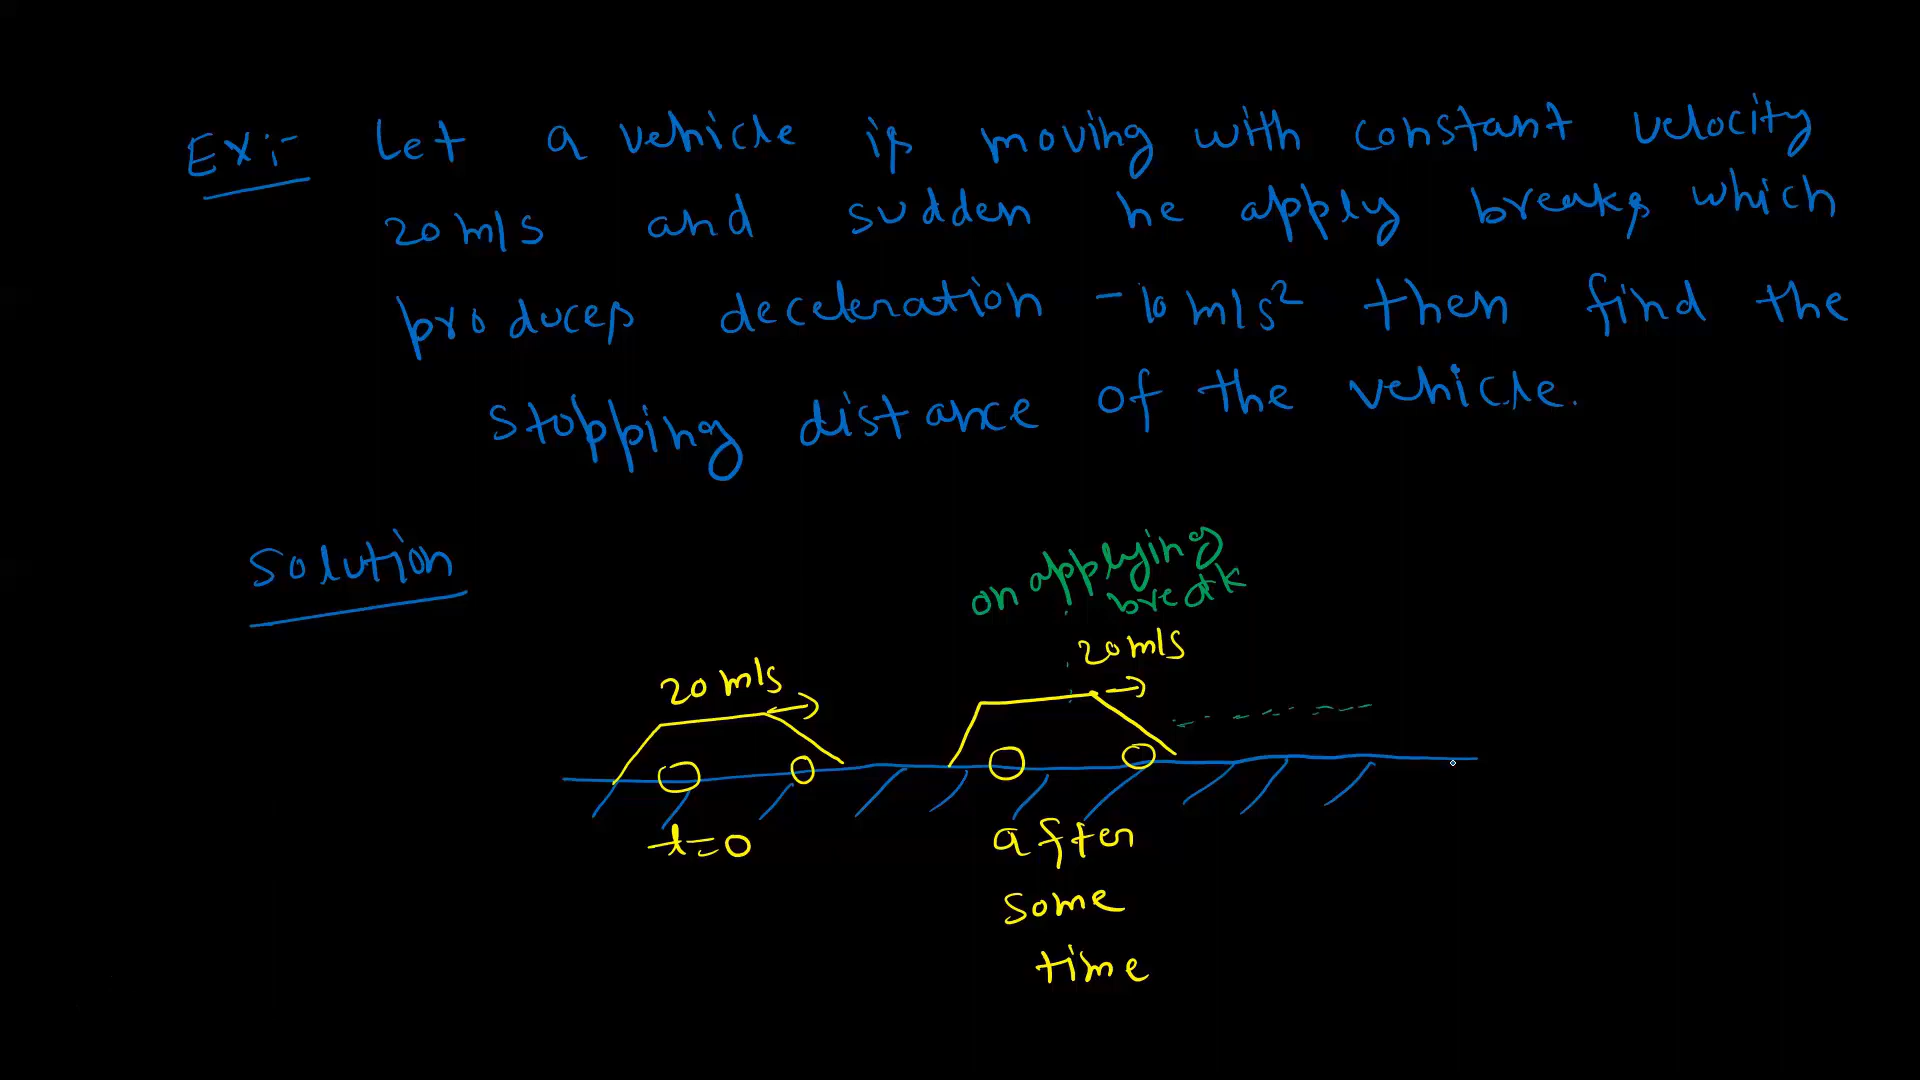 Ex:- Let a vehicle is moving with constant velocity
20 m/s and sudden he apply breaks which
produces deceleration -10 m/s² then find the
stopping distance of the vehicle.
Solution
on applying
break
20 m/s
20 m/s
t=0
after
some
time